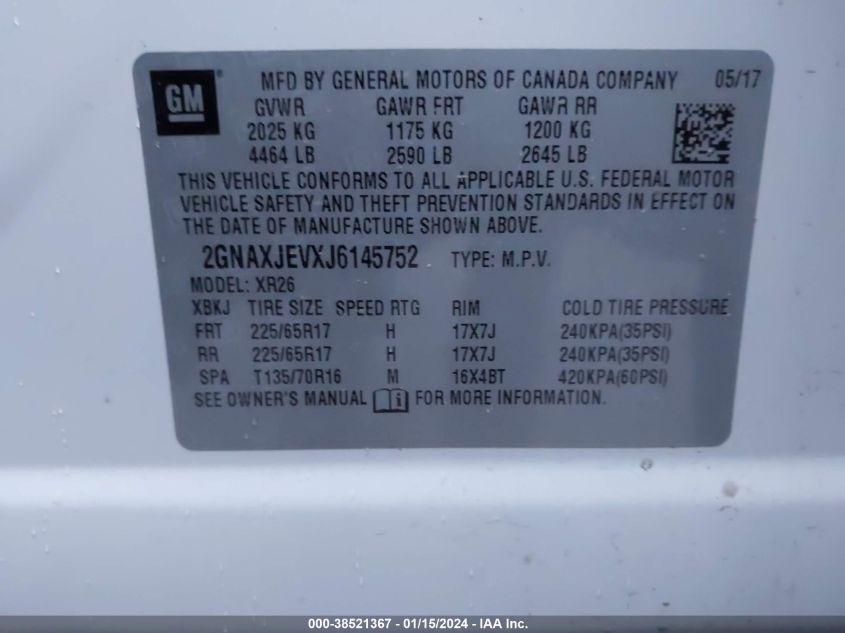 GM ®
MFD BY GENERAL MOTORS OF CANADA COMPANY 05/17
GVWR GAWR FRT GAWR RR
2025 KG 1175 KG 1200 KG
4464 LB 2590 LB 2645 LB
THIS VEHICLE CONFORMS TO ALL APPLICABLE U.S. FEDERAL MOTOR
VEHICLE SAFETY AND THEFT PREVENTION STANDARDS IN EFFECT ON
THE DATE OF MANUFACTURE SHOWN ABOVE.
2GNAXJEVXJ6145752 TYPE: M.P.V.
MODEL: XR26
XBKJ TIRE SIZE SPEED RTG RIM COLD TIRE PRESSURE
FRT 225/65R17 H 17X7J 240KPA(35PSI)
RR 225/65R17 H 17X7J 240KPA(35PSI)
SPA T135/70R16 M 16X4BT 420KPA(60PSI)
SEE OWNER'S MANUAL i FOR MORE INFORMATION.
000-38521367 - 01/15/2024 - IAA Inc.